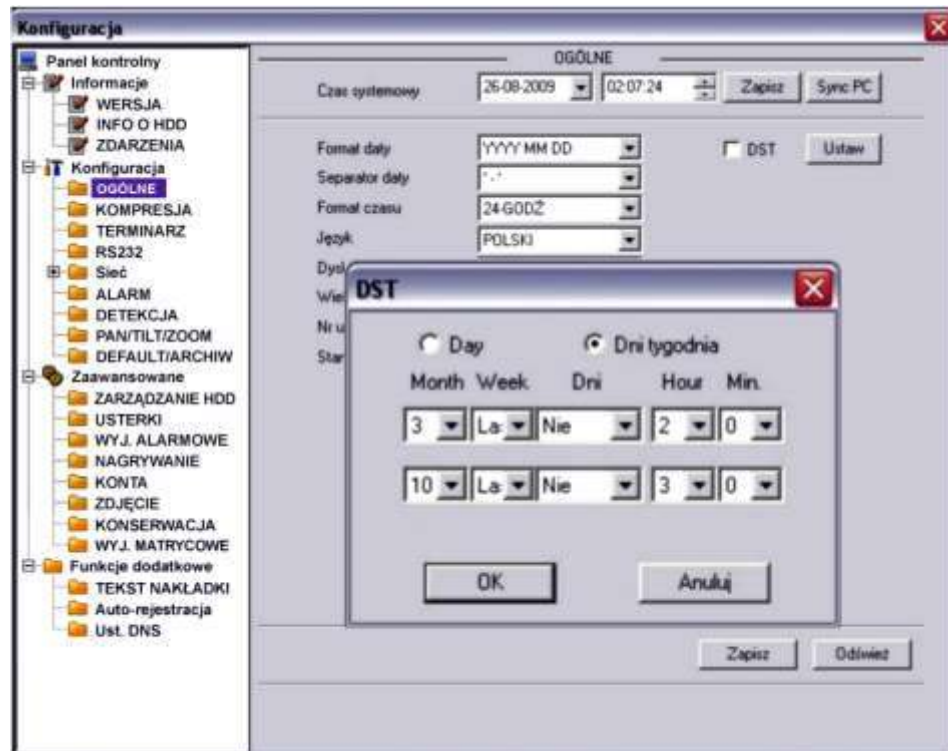 Konfiguracja
Panel kontrolny
Informacje
WERSJA
INFO O HDD
ZDARZENIA
Konfiguracja
OGÓLNE
KOMPRESJA
TERMINARZ
RS232
Sieć
ALARM
DETEKCJA
PAN/TILT/ZOOM
DEFAULT/ARCHIW
Zaawansowane
ZARZĄDZANIE HDD
USTERKI
WYJ. ALARMOWE
NAGRYWANIE
KONTA
ZDJĘCIE
KONSERWACJA
WYJ. MATRYCOWE
Funkcje dodatkowe
TEKST NAKŁADKI
Auto-rejestracja
Ust. DNS
OGÓLNE
Czas systemowy 26-08-2009 02:07:24 Zapisz Sync PC
Format daty YYYY MM DD DST Ustaw
Separator daty '-'
Format czasu 24-GODŹ
Język POLSKI
DST
Day Dni tygodnia
Month Week Dni Hour Min.
3 La Nie 2 0
10 La Nie 3 0
OK Anuluj
Zapisz Odśwież